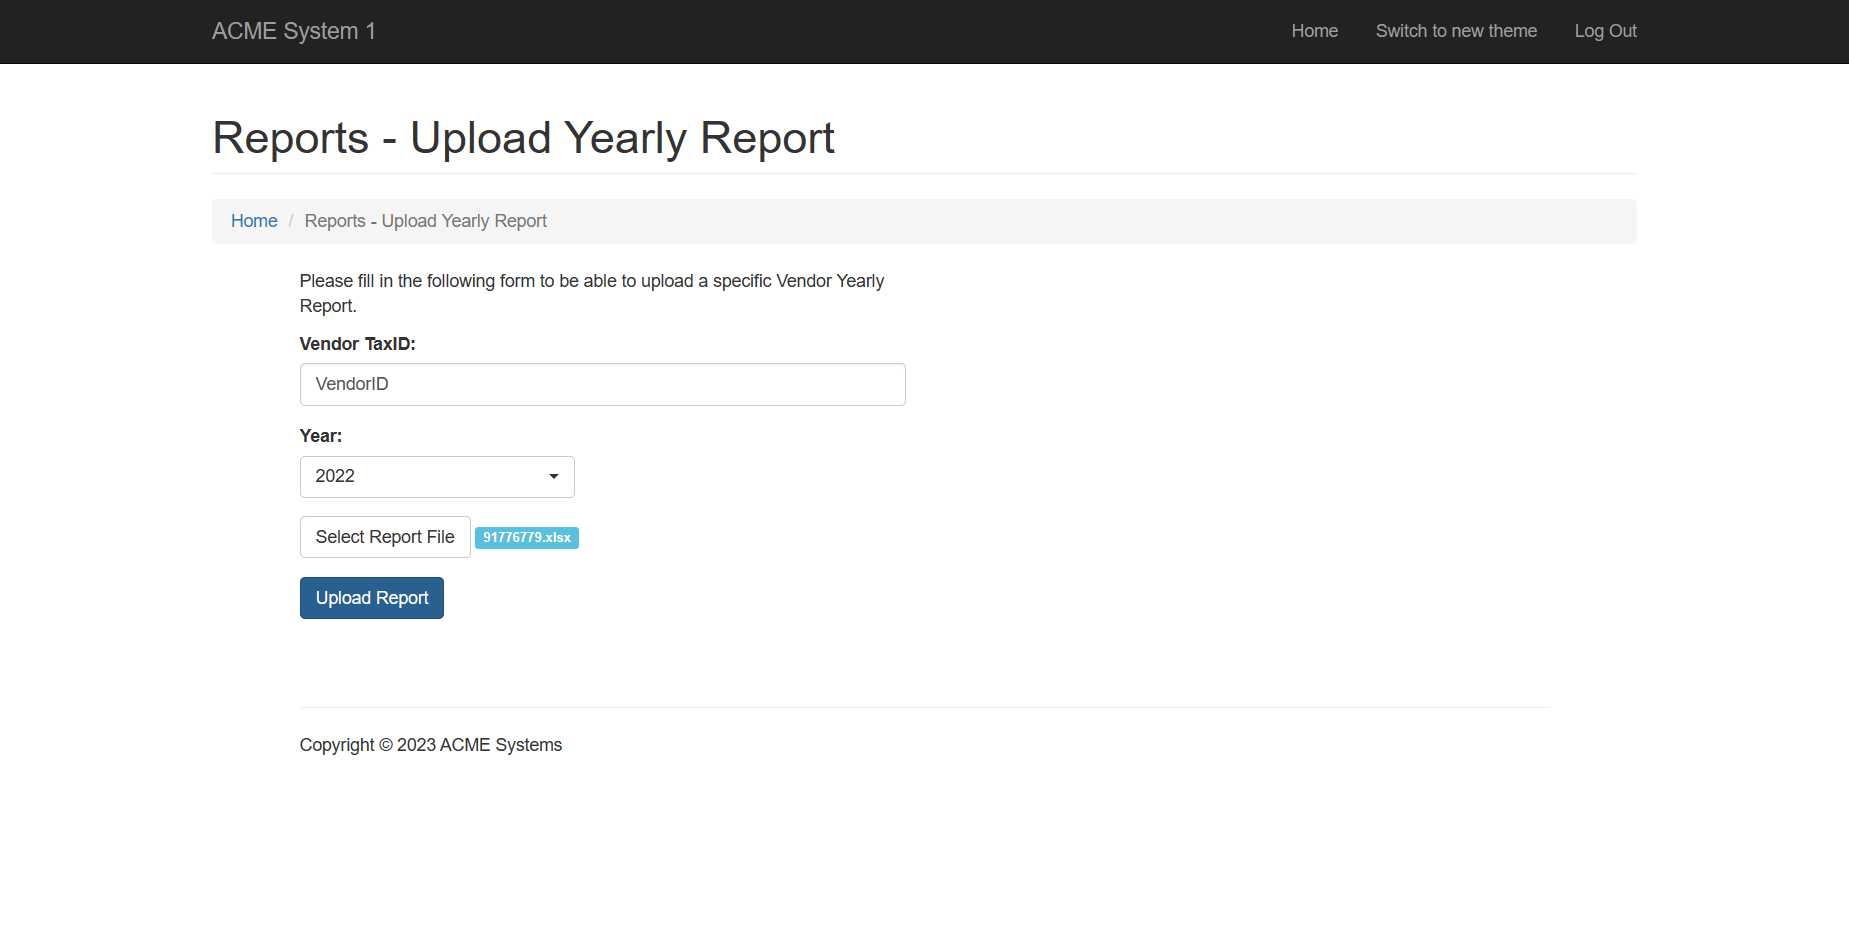 ACME System 1
Home
Switch to new theme
Log Out
Reports - Upload Yearly Report
Home / Reports - Upload Yearly Report
Please fill in the following form to be able to upload a specific Vendor Yearly
Report.
Vendor TaxID:
VendorID
Year:
2022
Select Report File
91776779.xlsx
Upload Report
Copyright © 2023 ACME Systems